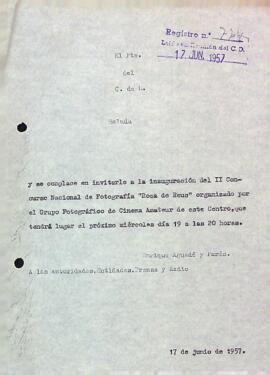 Registro n.º
17 JUN. 1957
El Pte.
del
C. de L.
Saluda
y se complace en invitarle a la inauguración del II Con-
curso Nacional de Fotografía "Rosa de Reus" organizado por
el Grupo Fotográfico de Cinema Amateur de este Centro,que
tendrá lugar el próximo miércoles día 19 a las 20 horas.
Enrique Aguadé y Parés.
A las autoridades.Entidades.Prensa y Radio
17 de junio de 1957.